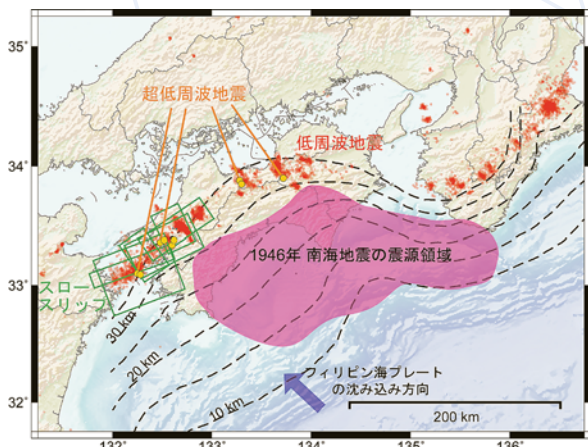 35°
超低周波地震
34°
低周波地震
1946年 南海地震の震源領域
スロー
スリップ
33°
30 km
20 km
10 km
フィリピン海プレート
の沈み込み方向
32°
200 km
132°
133°
134°
135°
136°